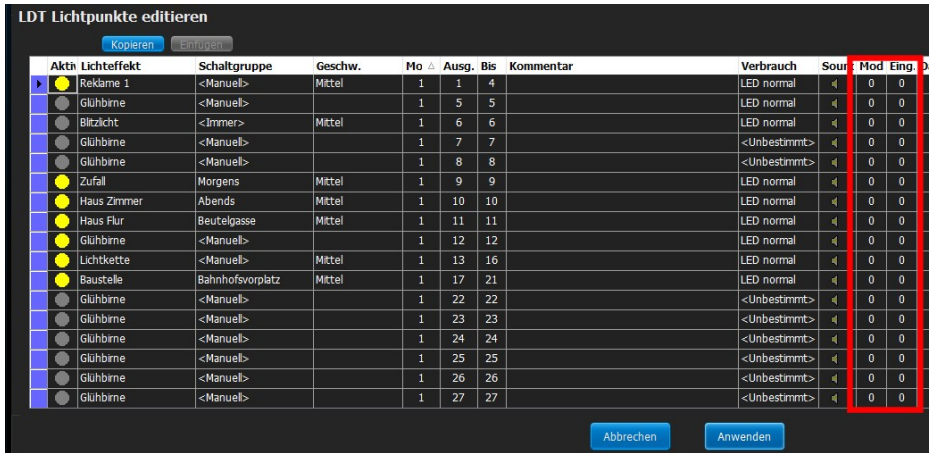 LDT Lichtpunkte editieren
Kopieren Einfügen
Aktiv Lichteffekt Schaltgruppe Geschw. Mo Ausg. Bis Kommentar Verbrauch Soun Mod Eing.
Reklame 1 <Manuell> Mittel 1 1 4 LED normal 0 0
Glühbirne <Manuell> 1 5 5 LED normal 0 0
Blitzlicht <Immer> Mittel 1 6 6 LED normal 0 0
Glühbirne <Manuell> 1 7 7 <Unbestimmt> 0 0
Glühbirne <Manuell> 1 8 8 <Unbestimmt> 0 0
Zufall Morgens Mittel 1 9 9 LED normal 0 0
Haus Zimmer Abends Mittel 1 10 10 LED normal 0 0
Haus Flur Beutelgasse Mittel 1 11 11 LED normal 0 0
Glühbirne <Manuell> 1 12 12 LED normal 0 0
Lichtkette <Manuell> Mittel 1 13 16 LED normal 0 0
Baustelle Bahnhofsvorplatz Mittel 1 17 21 LED normal 0 0
Glühbirne <Manuell> 1 22 22 <Unbestimmt> 0 0
Glühbirne <Manuell> 1 23 23 <Unbestimmt> 0 0
Glühbirne <Manuell> 1 24 24 <Unbestimmt> 0 0
Glühbirne <Manuell> 1 25 25 <Unbestimmt> 0 0
Glühbirne <Manuell> 1 26 26 <Unbestimmt> 0 0
Glühbirne <Manuell> 1 27 27 <Unbestimmt> 0 0
Abbrechen Anwenden